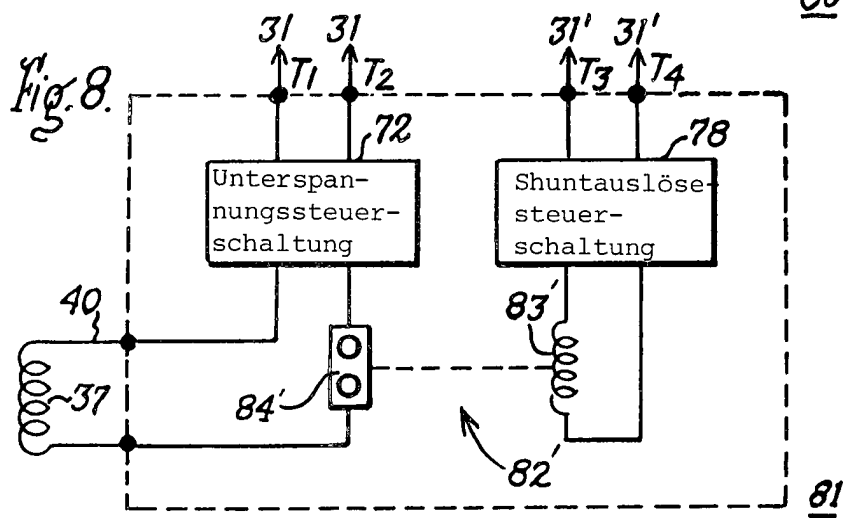 31 31 31' 31'
Fig. 8.
T1 T2 T3 T4
72 78
Unterspan-
nungssteuer-
schaltung
Shuntauslöse-
steuer-
schaltung
40
83'
37
84'
82'
81